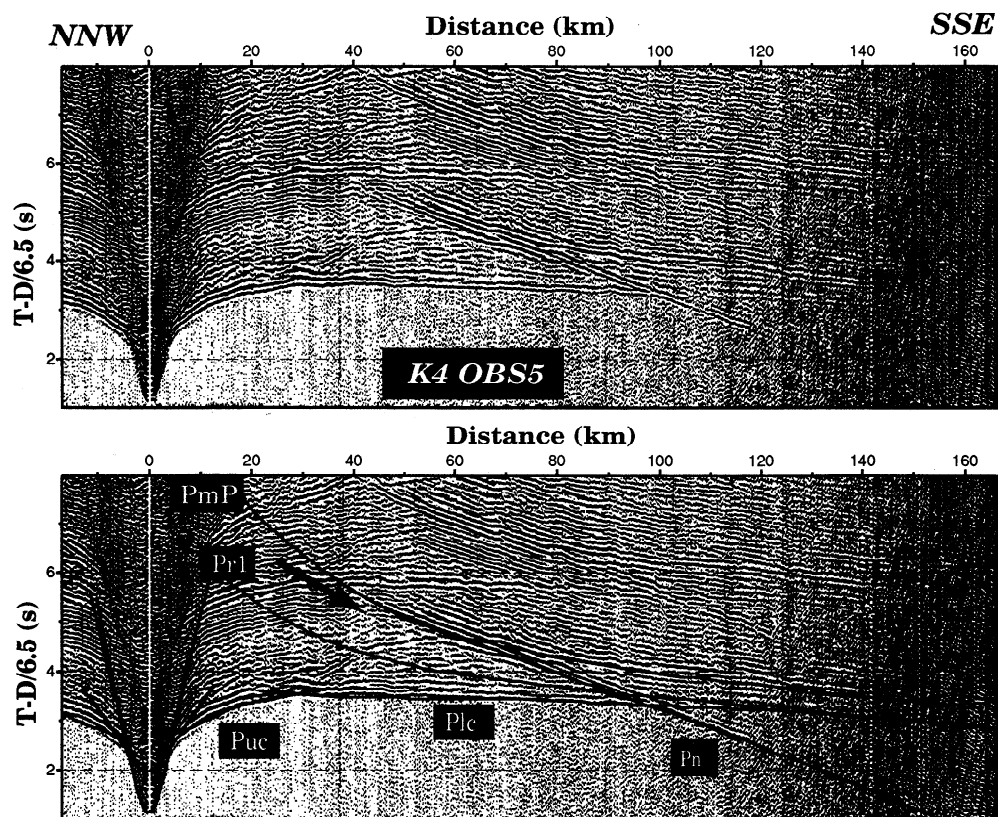 NNW Distance (km) SSE
0 20 40 60 80 100 120 140 160
T-D/6.5 (s)
6
4
2
K4 OBS5
Distance (km)
0 20 40 60 80 100 120 140 160
T-D/6.5 (s)
PmP
Pr1
6
4
2
Puc
Plc
Pn